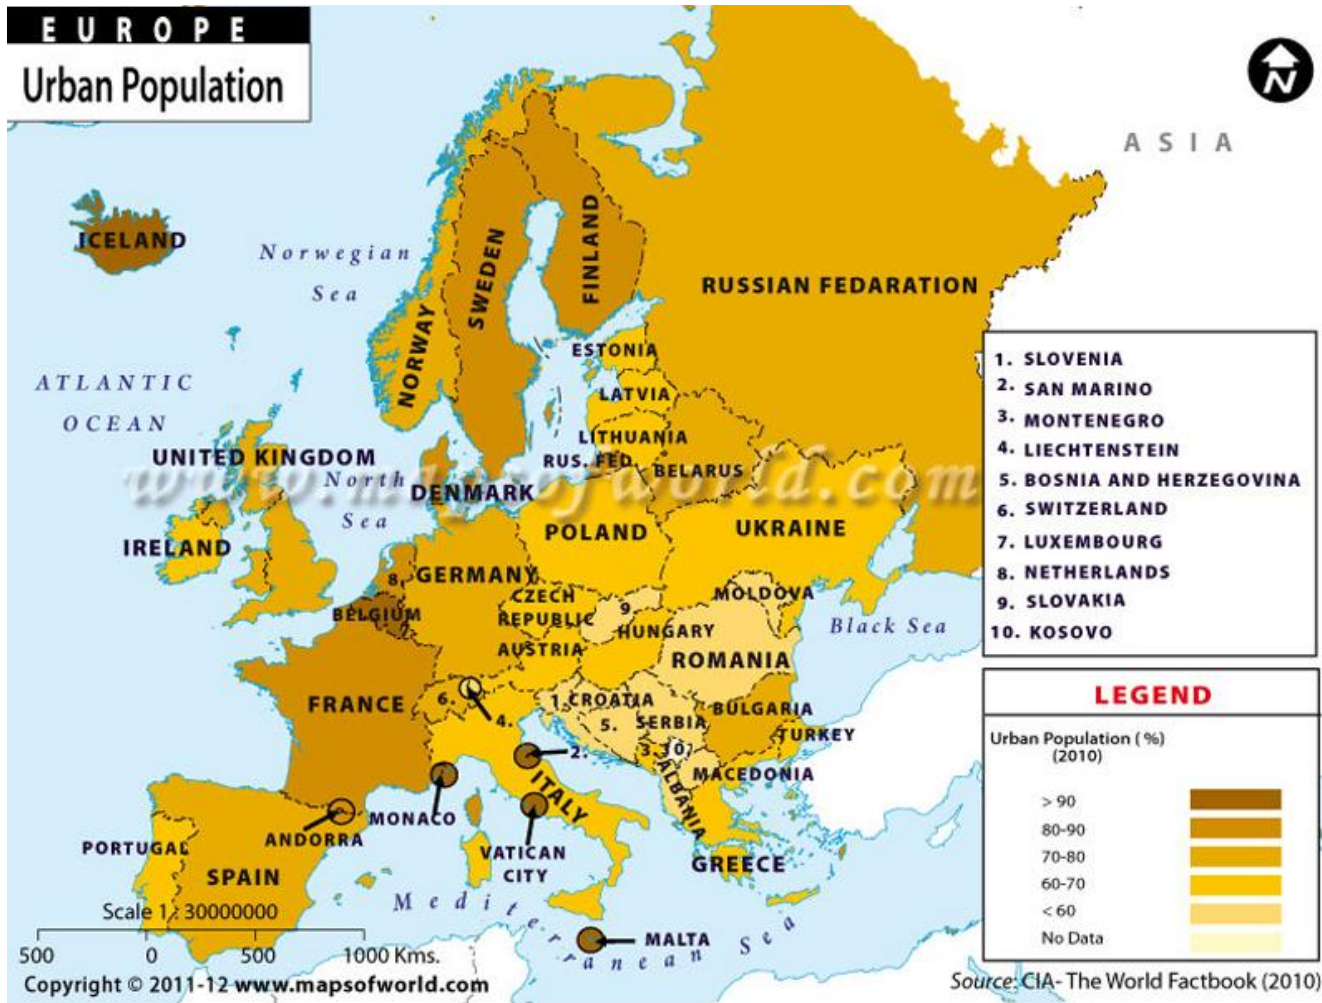 EUROPE
Urban Population
N
ASIA
ICELAND
Norwegian
Sea
SWEDEN
FINLAND
NORWAY
RUSSIAN FEDARATION
ESTONIA
ATLANTIC
OCEAN
LATVIA
LITHUANIA
UNITED KINGDOM
RUS. FED.
BELARUS
www.mapsofworld.com
North
Sea
DENMARK
IRELAND
POLAND
UKRAINE
8.
GERMANY
BELGIUM
7.
CZECH
REPUBLIC
9.
MOLDOVA
HUNGARY
Black Sea
AUSTRIA
ROMANIA
FRANCE
6.
4.
1.
CROATIA
5.
SERBIA
BULGARIA
TURKEY
2.
3.
10.
MACEDONIA
ALBANIA
ITALY
MONACO
ANDORRA
PORTUGAL
SPAIN
VATICAN
CITY
GREECE
Mediterranean Sea
MALTA
1. SLOVENIA
2. SAN MARINO
3. MONTENEGRO
4. LIECHTENSTEIN
5. BOSNIA AND HERZEGOVINA
6. SWITZERLAND
7. LUXEMBOURG
8. NETHERLANDS
9. SLOVAKIA
10. KOSOVO
LEGEND
Urban Population ( %)
(2010)
> 90
80-90
70-80
60-70
< 60
No Data
Scale 1 : 30000000
500 0 500 1000 Kms.
Copyright © 2011-12 www.mapsofworld.com
Source: CIA- The World Factbook (2010)